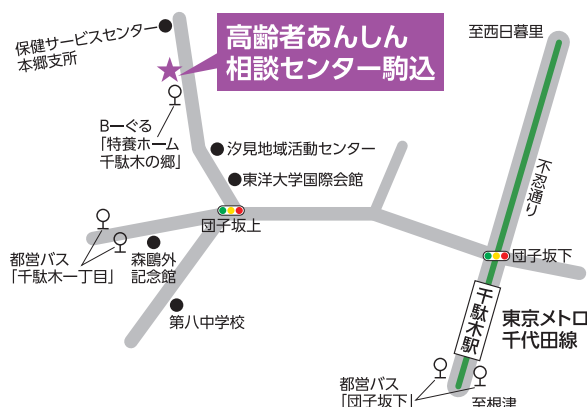 保健サービスセンター
本郷支所
高齢者あんしん
相談センター駒込
至西日暮里
Bーぐる
「特養ホーム
千駄木の郷」
汐見地域活動センター
東洋大学国際会館
不忍通り
団子坂上
団子坂下
都営バス
「千駄木一丁目」
森鷗外
記念館
第八中学校
千駄木駅
東京メトロ
千代田線
都営バス
「団子坂下」
至根津